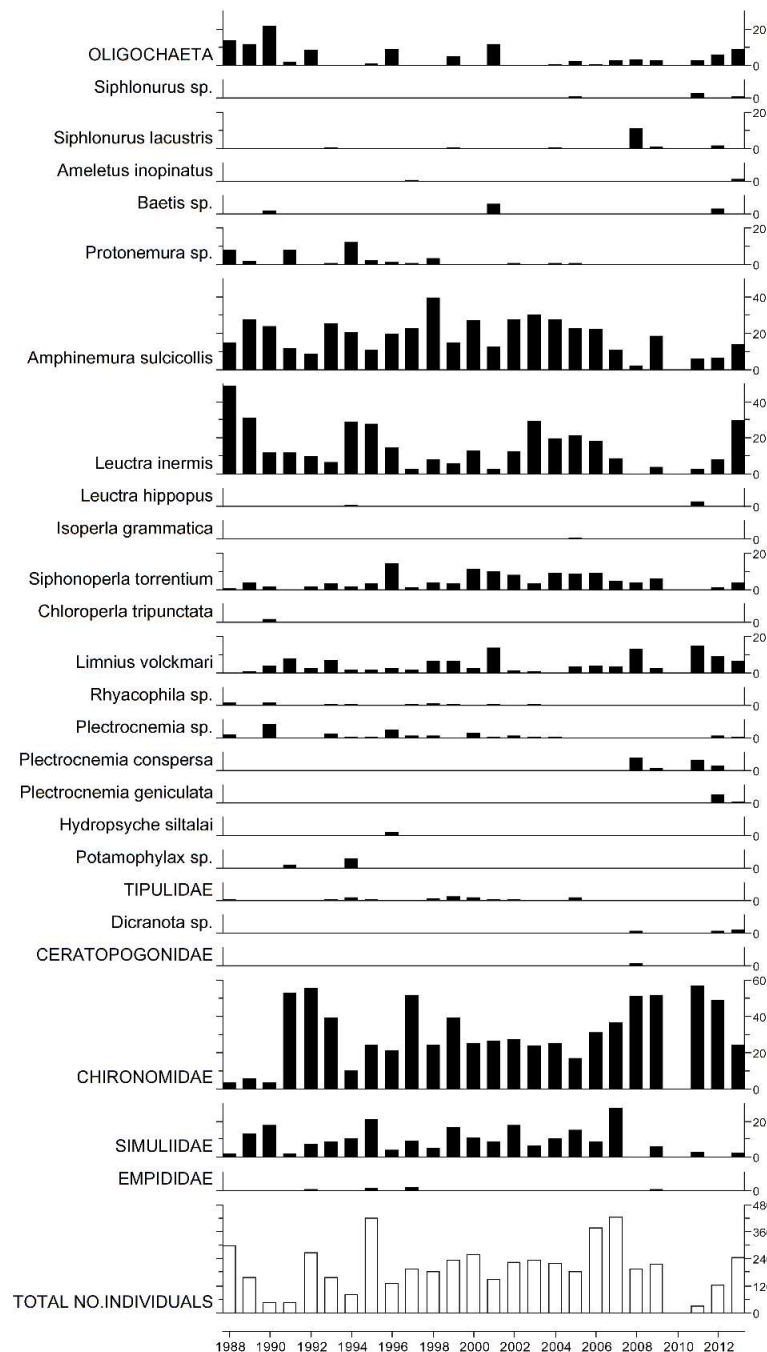 OLIGOCHAETA
20
0
Siphlonurus sp.
0
Siphlonurus lacustris
20
0
Ameletus inopinatus
0
Baetis sp.
0
Protonemura sp.
20
0
Amphinemura sulcicollis
40
20
0
Leuctra inermis
40
20
0
Leuctra hippopus
0
Isoperla grammatica
0
Siphonoperla torrentium
20
0
Chloroperla tripunctata
0
Limnius volckmari
20
0
Rhyacophila sp.
0
Plectrocnemia sp.
0
Plectrocnemia conspersa
0
Plectrocnemia geniculata
0
Hydropsyche siltalai
0
Potamophylax sp.
0
TIPULIDAE
0
Dicranota sp.
0
CERATOPOGONIDAE
0
CHIRONOMIDAE
60
40
20
0
SIMULIIDAE
20
0
EMPIDIDAE
0
TOTAL NO.INDIVIDUALS
480
360
240
120
0
1988 1990 1992 1994 1996 1998 2000 2002 2004 2006 2008 2010 2012